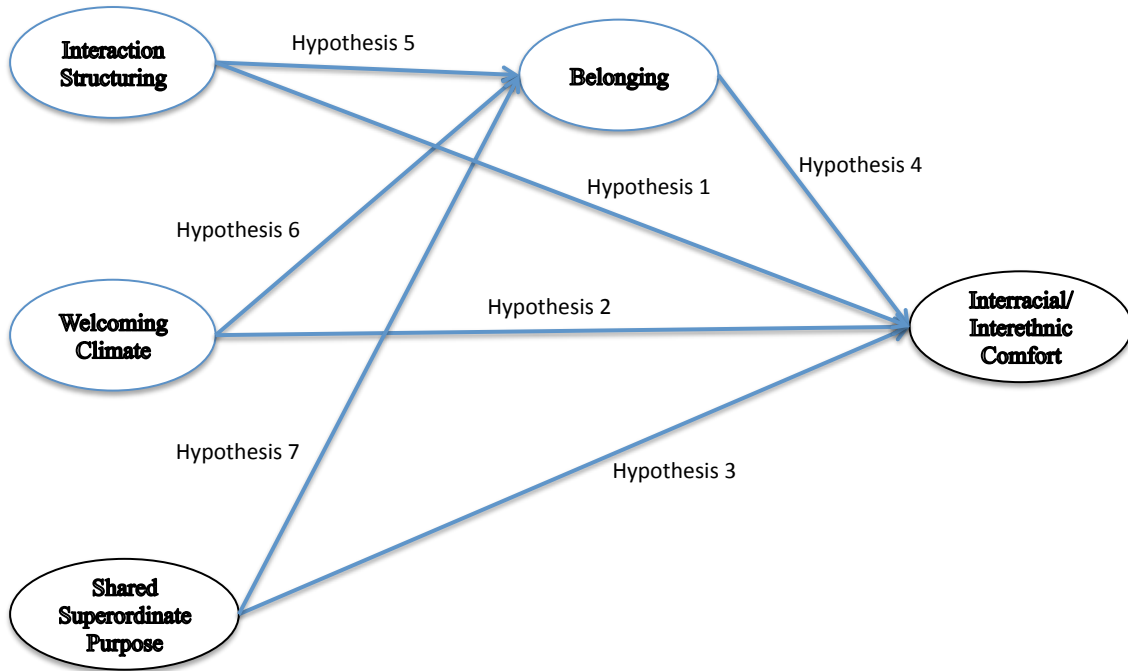 Interaction
Structuring
Hypothesis 5
Belonging
Hypothesis 4
Hypothesis 1
Hypothesis 6
Welcoming
Climate
Hypothesis 2
Interracial/
Interethnic
Comfort
Hypothesis 7
Hypothesis 3
Shared
Superordinate
Purpose